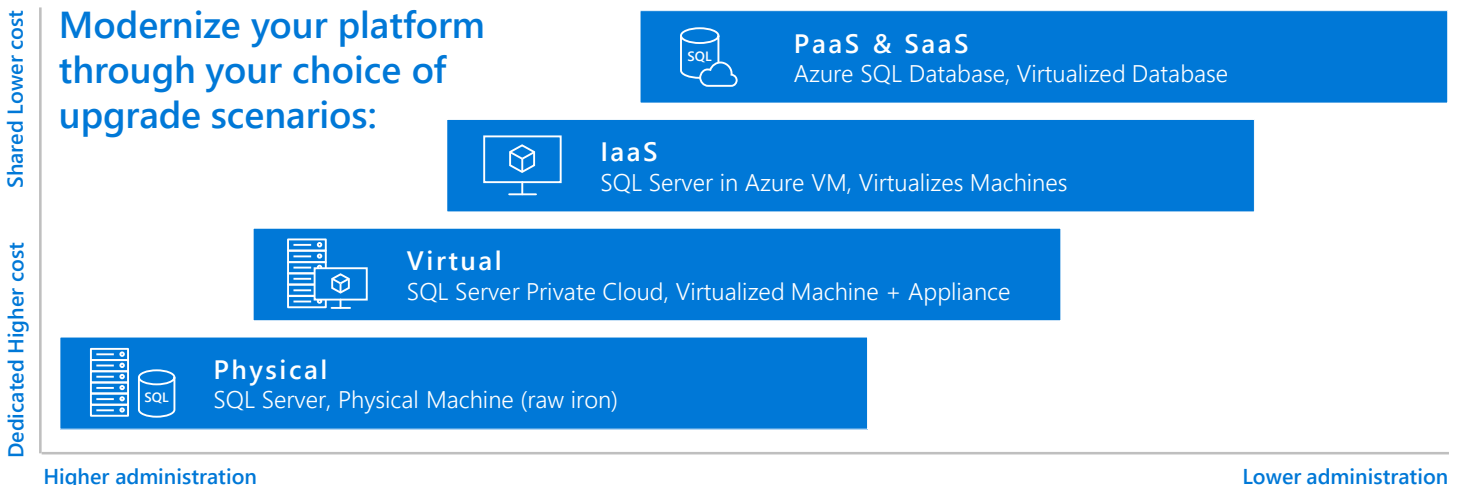 Modernize your platform
through your choice of
upgrade scenarios:
Shared Lower cost
Dedicated Higher cost
SQL
PaaS & SaaS
Azure SQL Database, Virtualized Database
IaaS
SQL Server in Azure VM, Virtualizes Machines
Virtual
SQL Server Private Cloud, Virtualized Machine + Appliance
SQL
Physical
SQL Server, Physical Machine (raw iron)
Higher administration
Lower administration